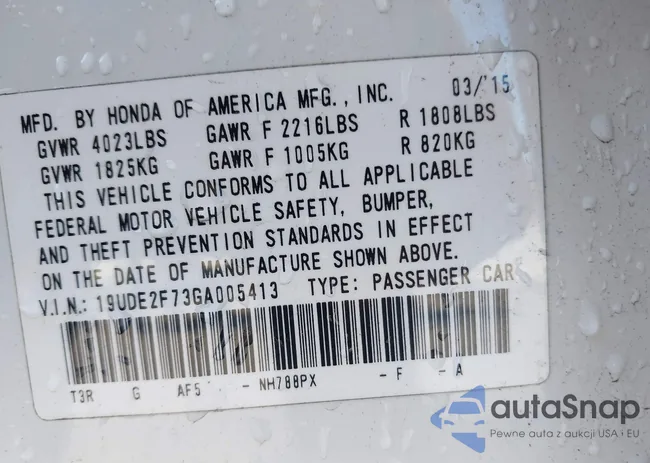 MFD. BY HONDA OF AMERICA MFG., INC. 03/'15
GVWR 4023LBS GAWR F 2216LBS R 1808LBS
GVWR 1825KG GAWR F 1005KG R 820KG
THIS VEHICLE CONFORMS TO ALL APPLICABLE
FEDERAL MOTOR VEHICLE SAFETY, BUMPER,
AND THEFT PREVENTION STANDARDS IN EFFECT
ON THE DATE OF MANUFACTURE SHOWN ABOVE.
V.I.N.: 19UDE2F73GA005413 TYPE: PASSENGER CAR
T3R G AF5 - NH788PX - F - A
autaSnap
Pewne auta z aukcji USA · EU